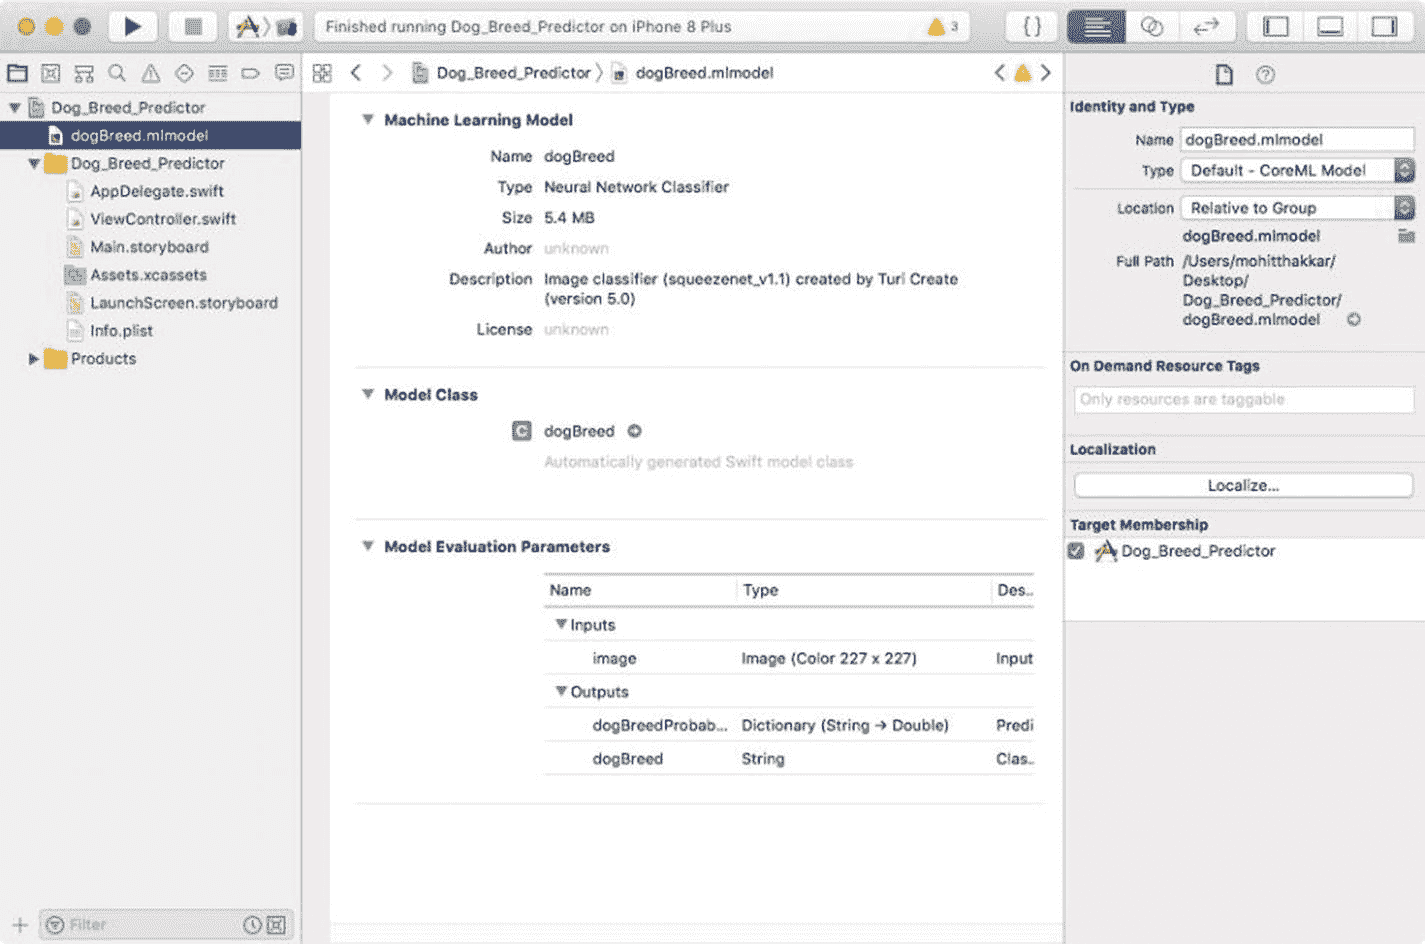 Finished running Dog_Breed_Predictor on iPhone 8 Plus
3
Dog_Breed_Predictor
dogBreed.mlmodel
Dog_Breed_Predictor
AppDelegate.swift
ViewController.swift
Main.storyboard
Assets.xcassets
LaunchScreen.storyboard
Info.plist
Products
Filter
Dog_Breed_Predictor
dogBreed.mlmodel
Machine Learning Model
Name dogBreed
Type Neural Network Classifier
Size 5.4 MB
Author unknown
Description Image classifier (squeezenet_v1.1) created by Turi Create
(version 5.0)
License unknown
Model Class
C dogBreed
Automatically generated Swift model class
Model Evaluation Parameters
Name Type Des...
Inputs
image Image (Color 227 x 227) Input
Outputs
dogBreedProbab... Dictionary (String → Double) Predi
dogBreed String Clas...
Identity and Type
Name dogBreed.mlmodel
Type Default - CoreML Model
Location Relative to Group
dogBreed.mlmodel
Full Path /Users/mohitthakkar/
Desktop/
Dog_Breed_Predictor/
dogBreed.mlmodel
On Demand Resource Tags
Only resources are taggable
Localization
Localize...
Target Membership
Dog_Breed_Predictor